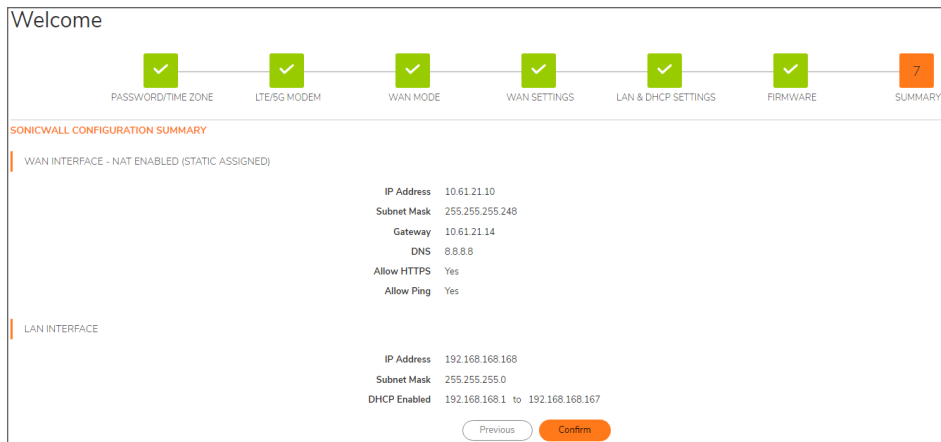 Welcome
7
PASSWORD/TIME ZONE LTE/5G MODEM WAN MODE WAN SETTINGS LAN & DHCP SETTINGS FIRMWARE SUMMARY
SONICWALL CONFIGURATION SUMMARY
WAN INTERFACE - NAT ENABLED (STATIC ASSIGNED)
IP Address 10.61.21.10
Subnet Mask 255.255.255.248
Gateway 10.61.21.14
DNS 8.8.8.8
Allow HTTPS Yes
Allow Ping Yes
LAN INTERFACE
IP Address 192.168.168.168
Subnet Mask 255.255.255.0
DHCP Enabled 192.168.168.1 to 192.168.168.167
Previous Confirm